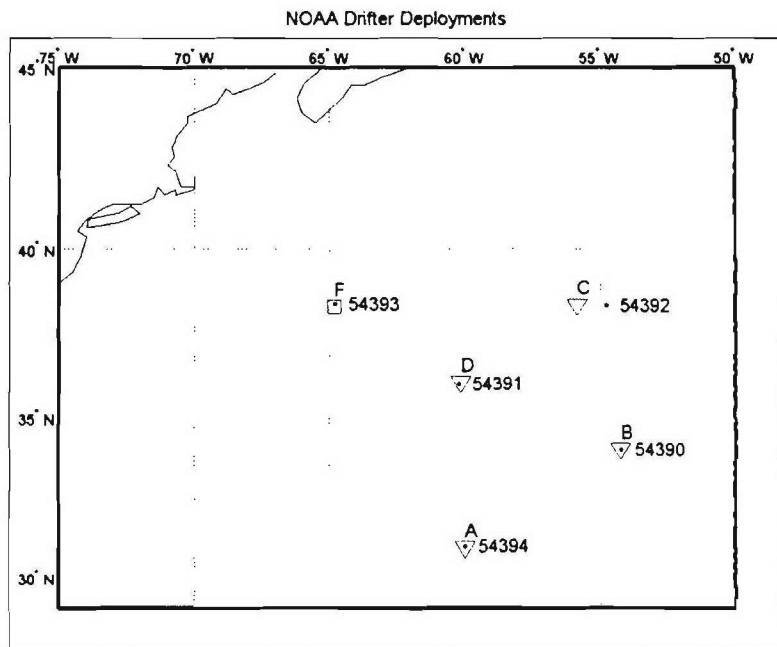 NOAA Drifter Deployments
75° W 70° W 65° W 60° W 55° W 50° W
45° N
40° N
F
54393
C
54392
D
54391
35° N
B
54390
A
54394
30° N